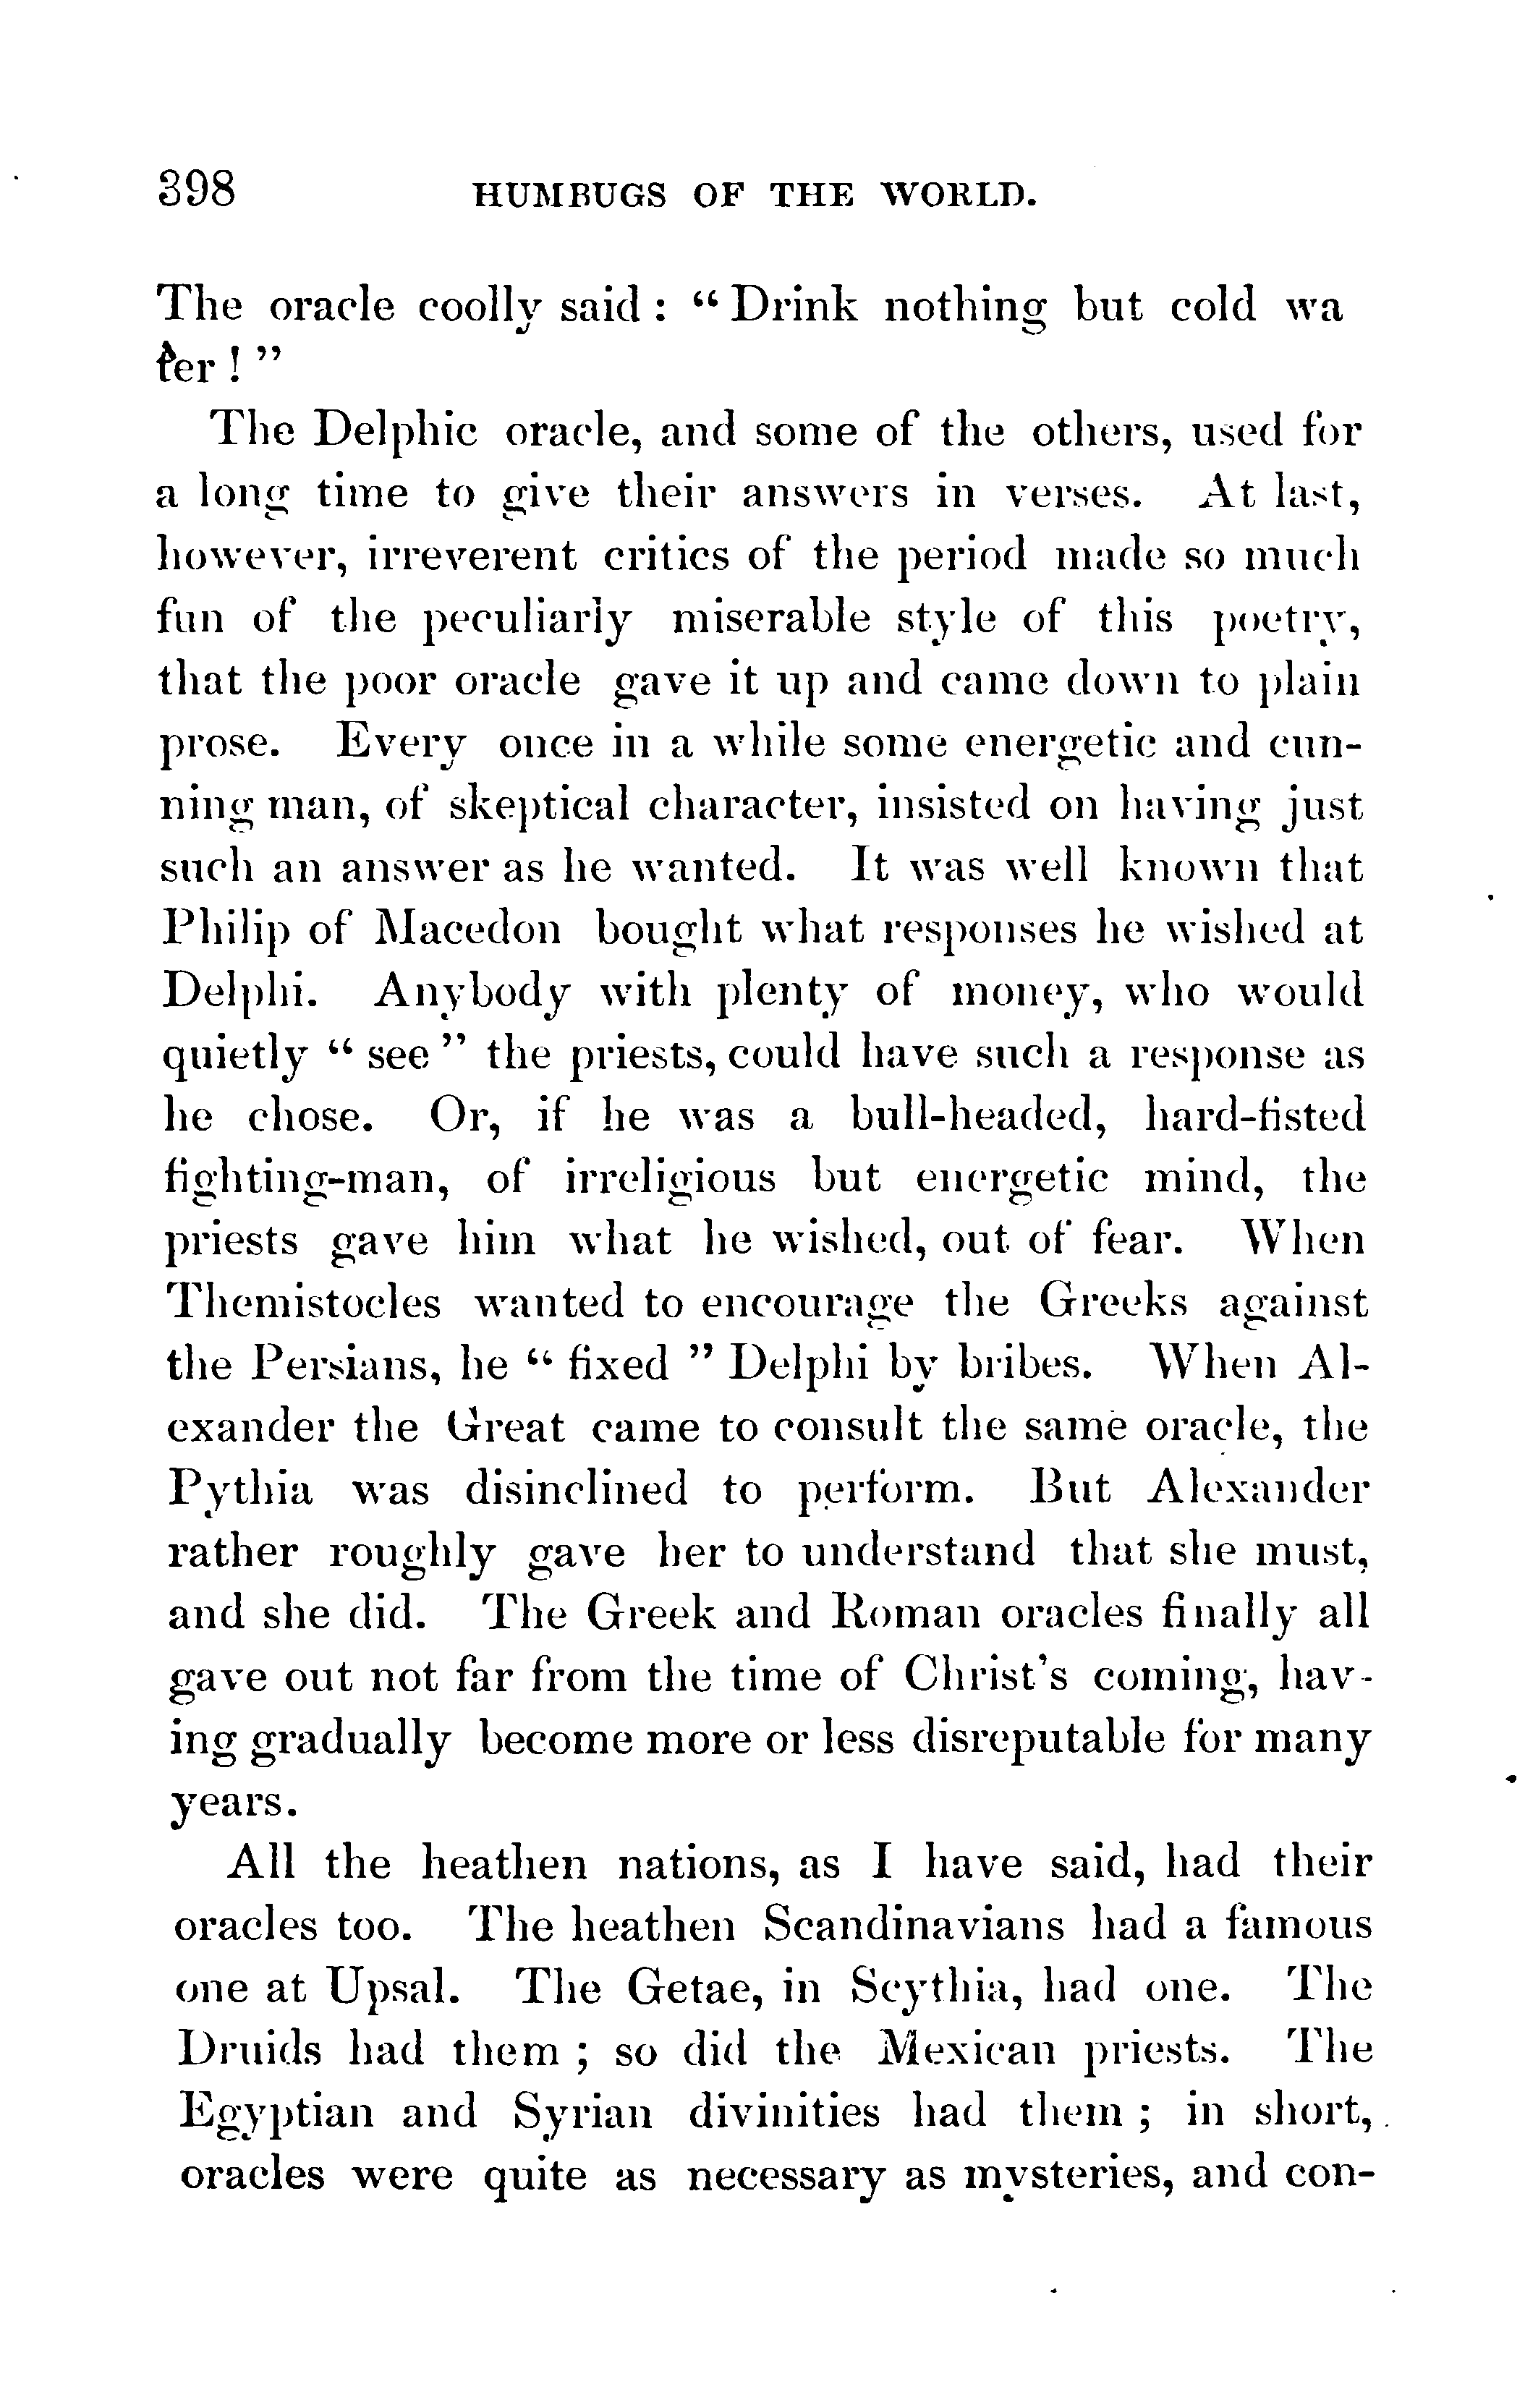 398 HUMBUGS OF THE WORLD.
The oracle coolly said : “ Drink nothing but cold wa
ter ! ”
The Delphic oracle, and some of the others, used for
a long time to give their answers in verses. At last,
however, irreverent critics of the period made so much
fun of the peculiarly miserable style of this poetry,
that the poor oracle gave it up and came down to plain
prose. Every once in a while some energetic and cun-
ning man, of skeptical character, insisted on having just
such an answer as he wanted. It was well known that
Philip of Macedon bought what responses he wished at
Delphi. Anybody with plenty of money, who would
quietly “ see ” the priests, could have such a response as
he chose. Or, if he was a bull-headed, hard-fisted
fighting-man, of irreligious but energetic mind, the
priests gave him what he wished, out of fear. When
Themistocles wanted to encourage the Greeks against
the Persians, he “ fixed ” Delphi by bribes. When Al-
exander the Great came to consult the same oracle, the
Pythia was disinclined to perform. But Alexander
rather roughly gave her to understand that she must,
and she did. The Greek and Roman oracles finally all
gave out not far from the time of Christ’s coming, hav-
ing gradually become more or less disreputable for many
years.
All the heathen nations, as I have said, had their
oracles too. The heathen Scandinavians had a famous
one at Upsal. The Getae, in Scythia, had one. The
Druids had them ; so did the Mexican priests. The
Egyptian and Syrian divinities had them ; in short,
oracles were quite as necessary as mysteries, and con-